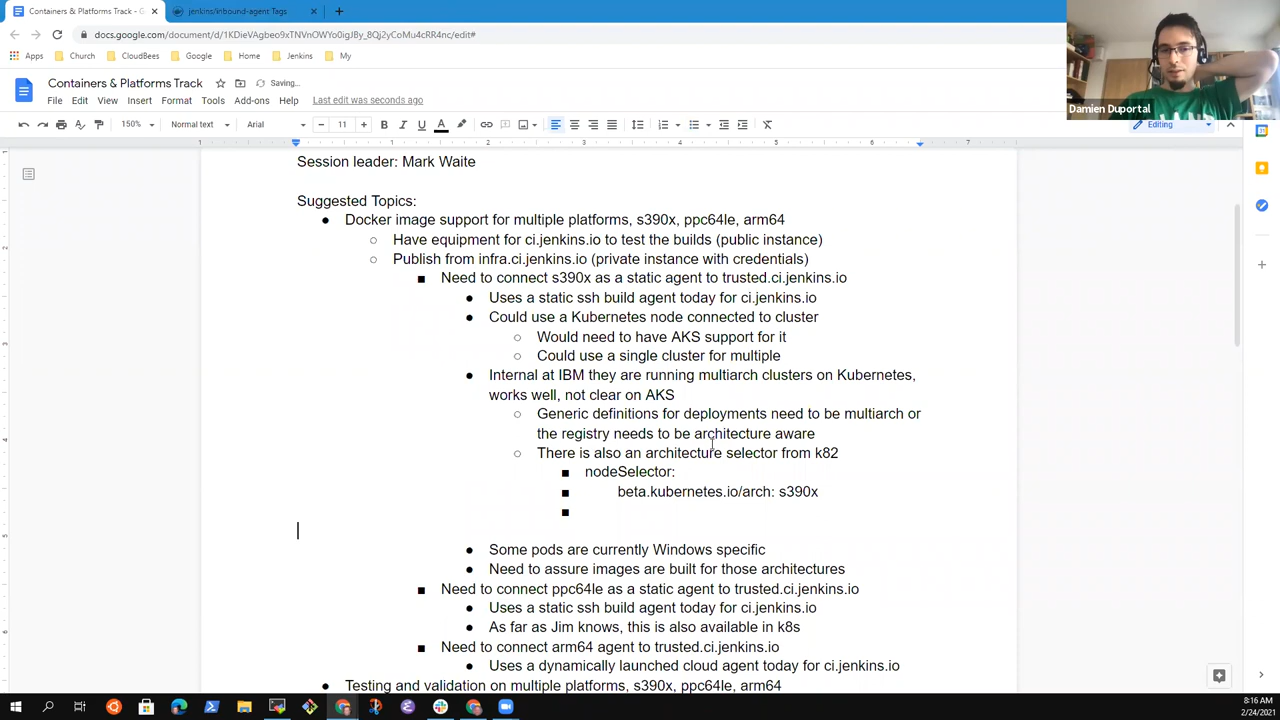 Containers & Platforms Track - G
jenkins/inbound-agent Tags
docs.google.com/document/d/1KDieVAgbeo9xTNVnOWYo0igJBy_8Qj2yCoMu4cRR4nc/edit#
Apps Church CloudBees Google Home Jenkins My
Damien Duportal
Containers & Platforms Track Saving...
File Edit View Insert Format Tools Add-ons Help Last edit was seconds ago
150% Normal text Arial 11 Editing
Session leader: Mark Waite
Suggested Topics:
● Docker image support for multiple platforms, s390x, ppc64le, arm64
○ Have equipment for ci.jenkins.io to test the builds (public instance)
○ Publish from infra.ci.jenkins.io (private instance with credentials)
■ Need to connect s390x as a static agent to trusted.ci.jenkins.io
● Uses a static ssh build agent today for ci.jenkins.io
● Could use a Kubernetes node connected to cluster
○ Would need to have AKS support for it
○ Could use a single cluster for multiple
● Internal at IBM they are running multiarch clusters on Kubernetes,
works well, not clear on AKS
○ Generic definitions for deployments need to be multiarch or
the registry needs to be architecture aware
○ There is also an architecture selector from k82
■ nodeSelector:
■ beta.kubernetes.io/arch: s390x
■
● Some pods are currently Windows specific
● Need to assure images are built for those architectures
■ Need to connect ppc64le as a static agent to trusted.ci.jenkins.io
● Uses a static ssh build agent today for ci.jenkins.io
● As far as Jim knows, this is also available in k8s
■ Need to connect arm64 agent to trusted.ci.jenkins.io
● Uses a dynamically launched cloud agent today for ci.jenkins.io
● Testing and validation on multiple platforms, s390x, ppc64le, arm64
8:16 AM
2/24/2021